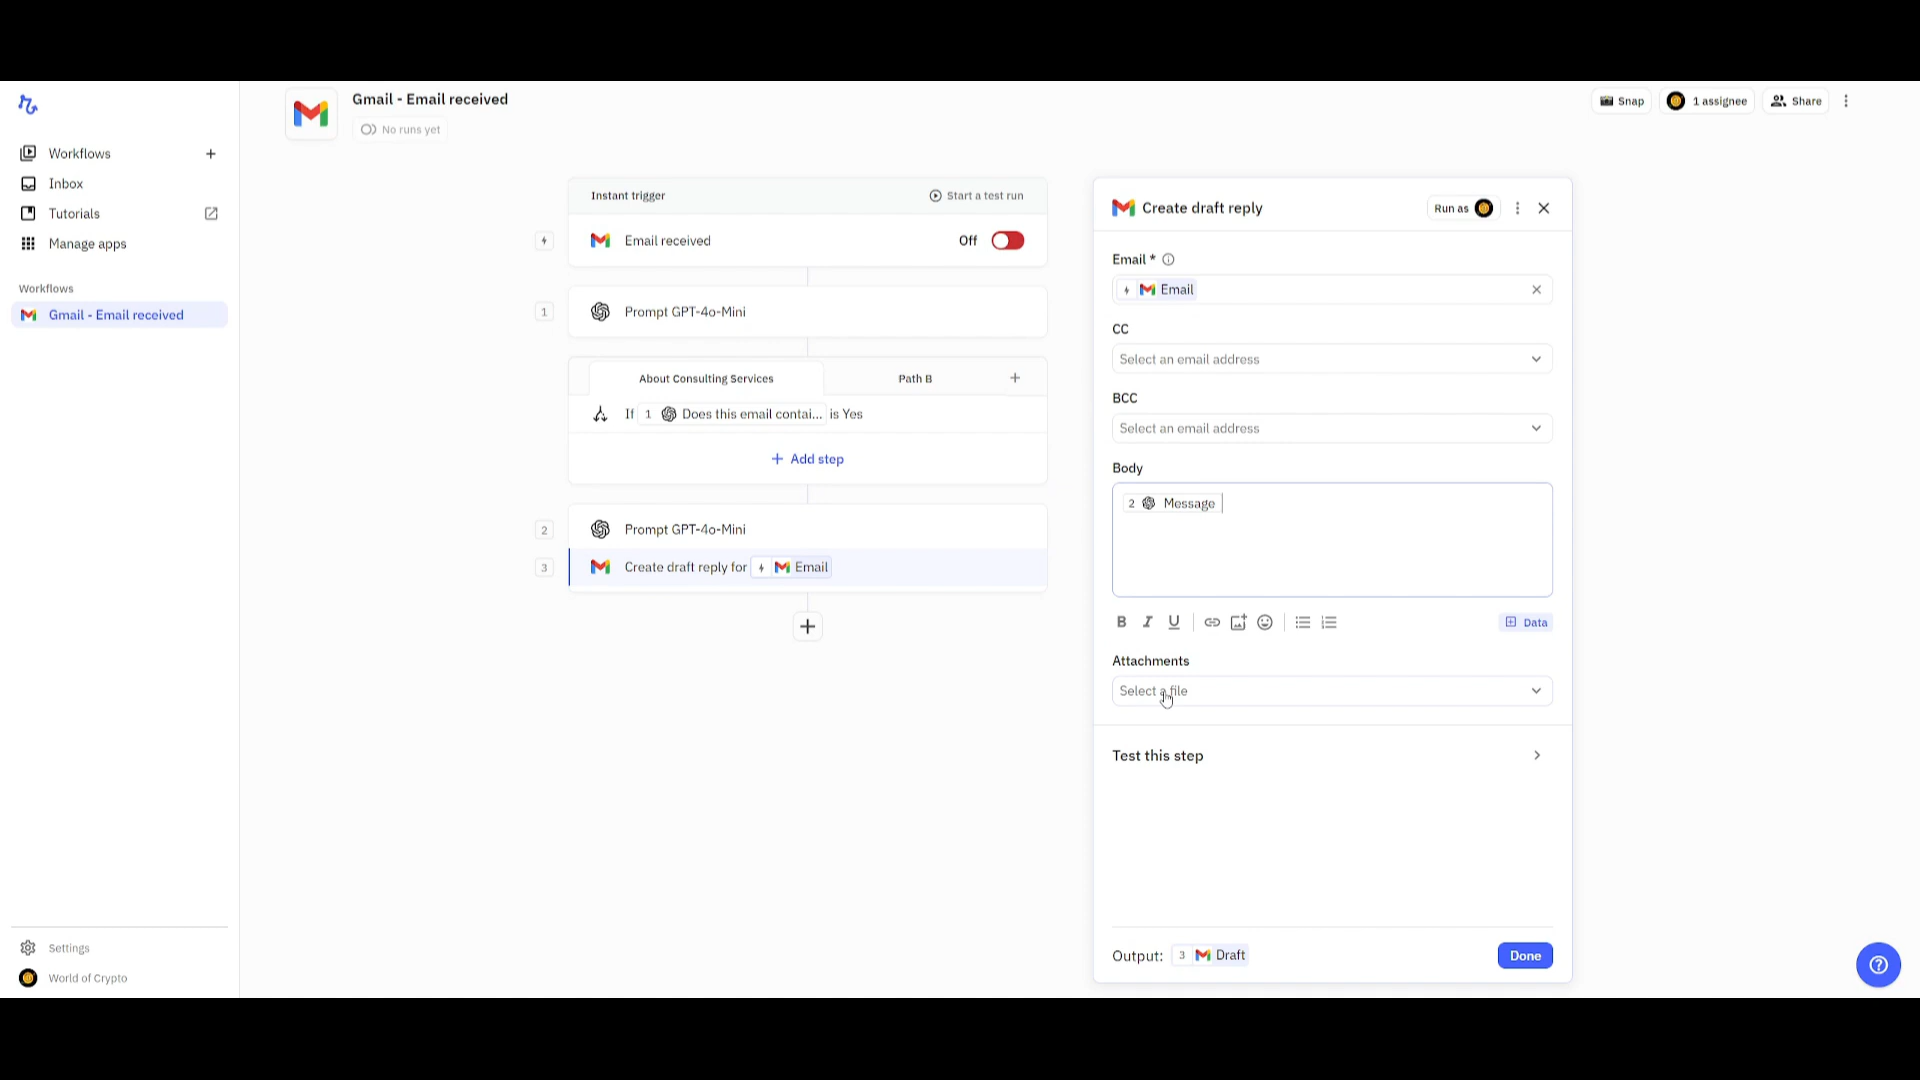 Gmail - Email received
No runs yet
Snap
1 assignee
Share
Workflows
Inbox
Tutorials
Manage apps
Workflows
Gmail - Email received
Settings
World of Crypto
Instant trigger
Start a test run
Email received
Off
1
Prompt GPT-4o-Mini
About Consulting Services
Path B
If 1 Does this email contai... is Yes
Add step
2
Prompt GPT-4o-Mini
3
Create draft reply for Email
Create draft reply
Run as
Email *
Email
CC
Select an email address
BCC
Select an email address
Body
2 Message
B I U
Data
Attachments
Select a file
Test this step
Output: 3 Draft
Done